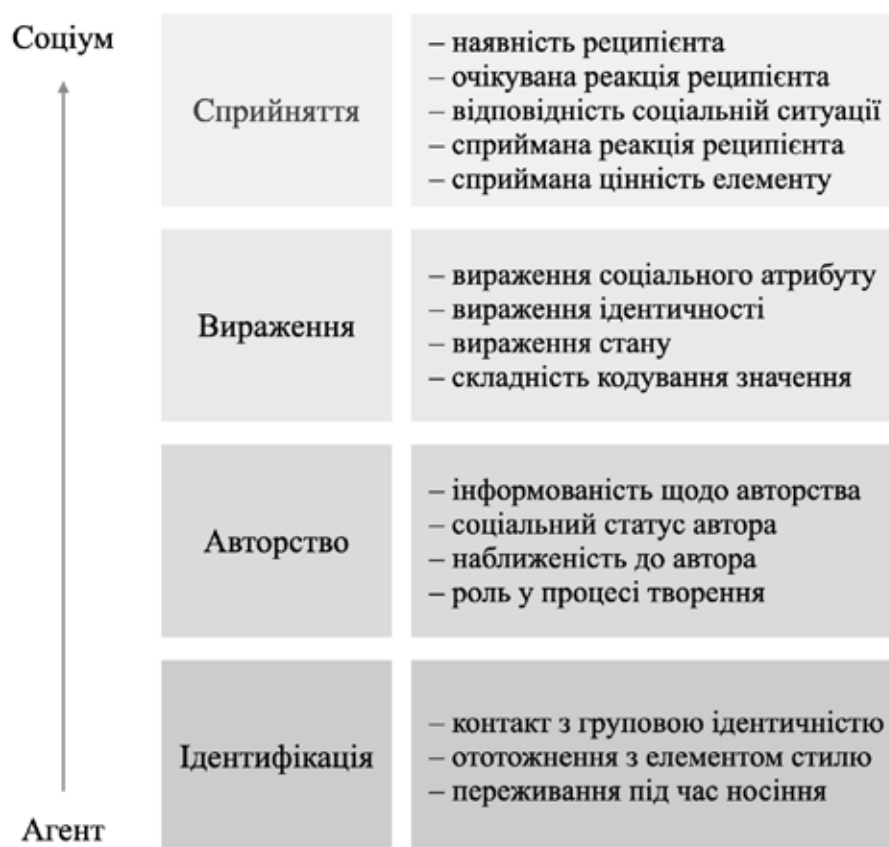 Соціум
Сприйняття
– наявність реципієнта
– очікувана реакція реципієнта
– відповідність соціальній ситуації
– сприймана реакція реципієнта
– сприймана цінність елементу
Вираження
– вираження соціального атрибуту
– вираження ідентичності
– вираження стану
– складність кодування значення
Авторство
– інформованість щодо авторства
– соціальний статус автора
– наближеність до автора
– роль у процесі творення
Ідентифікація
– контакт з груповою ідентичністю
– ототожнення з елементом стилю
– переживання під час носіння
Агент